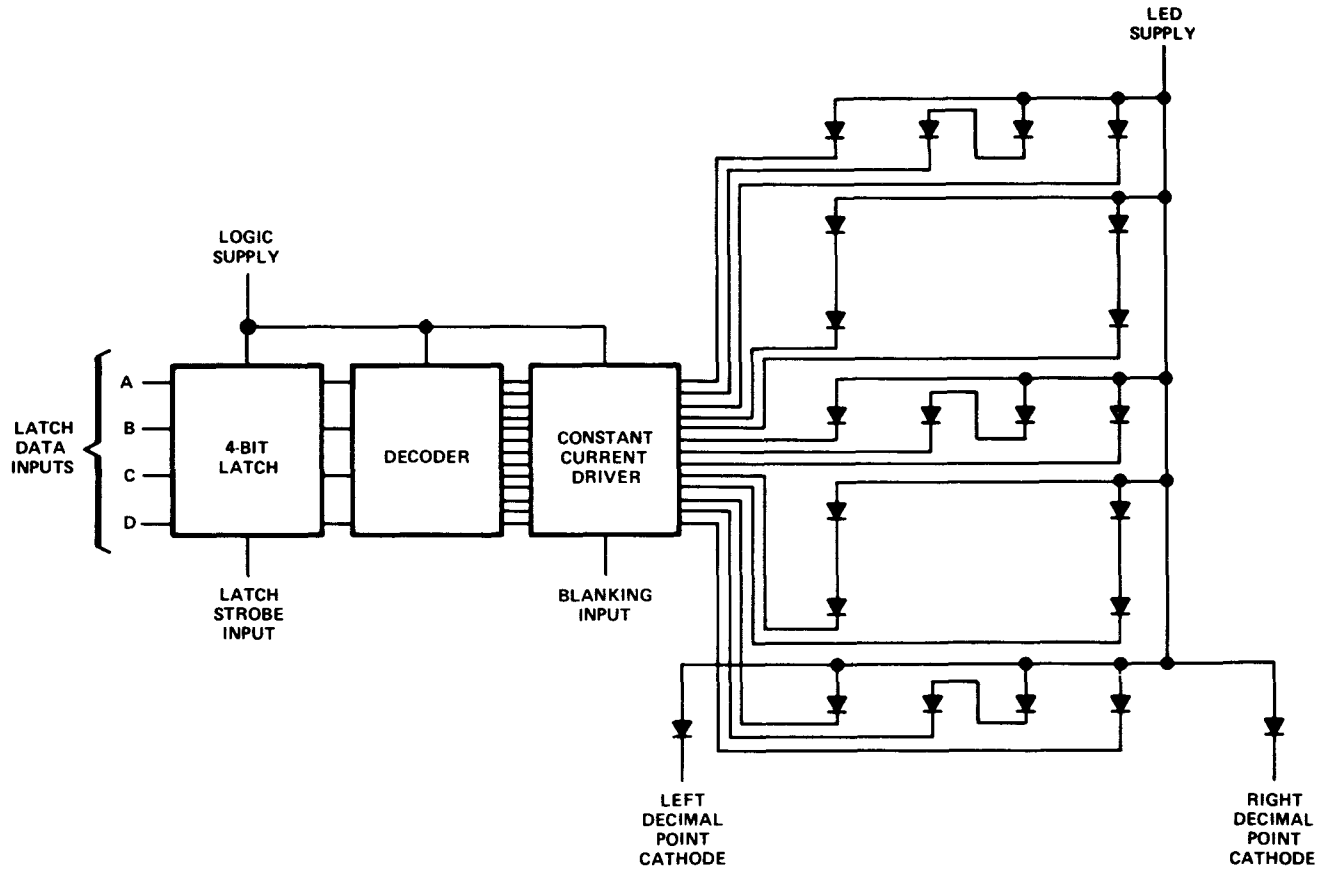 LED
SUPPLY
LOGIC
SUPPLY
LATCH
DATA
INPUTS
A
B
C
D
4-BIT
LATCH
DECODER
CONSTANT
CURRENT
DRIVER
LATCH
STROBE
INPUT
BLANKING
INPUT
LEFT
DECIMAL
POINT
CATHODE
RIGHT
DECIMAL
POINT
CATHODE